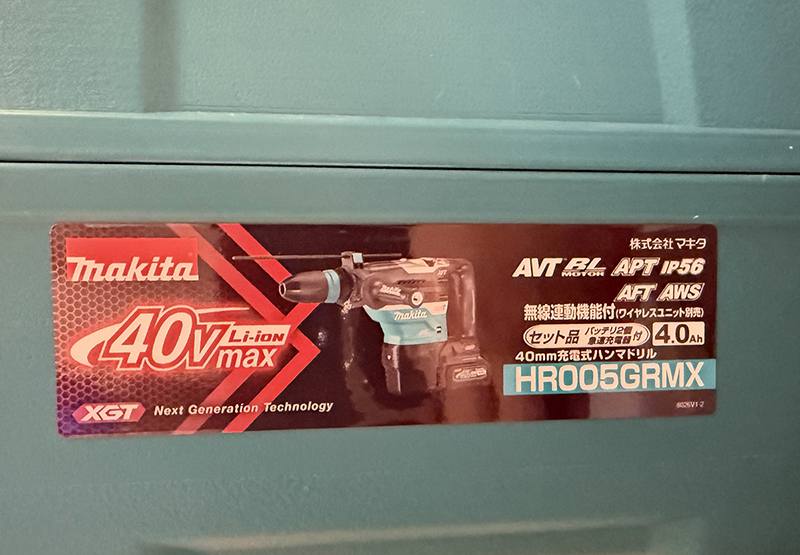 makita
40Vmax
Li-ion
XGT Next Generation Technology
makita
株式会社マキタ
AVT BL MOTOR APT IP56
AFT AWS
無線連動機能付(ワイヤレスユニット別売)
セット品 バッテリ2個 急速充電器 付 4.0Ah
40mm充電式ハンマドリル
HR005GRMX